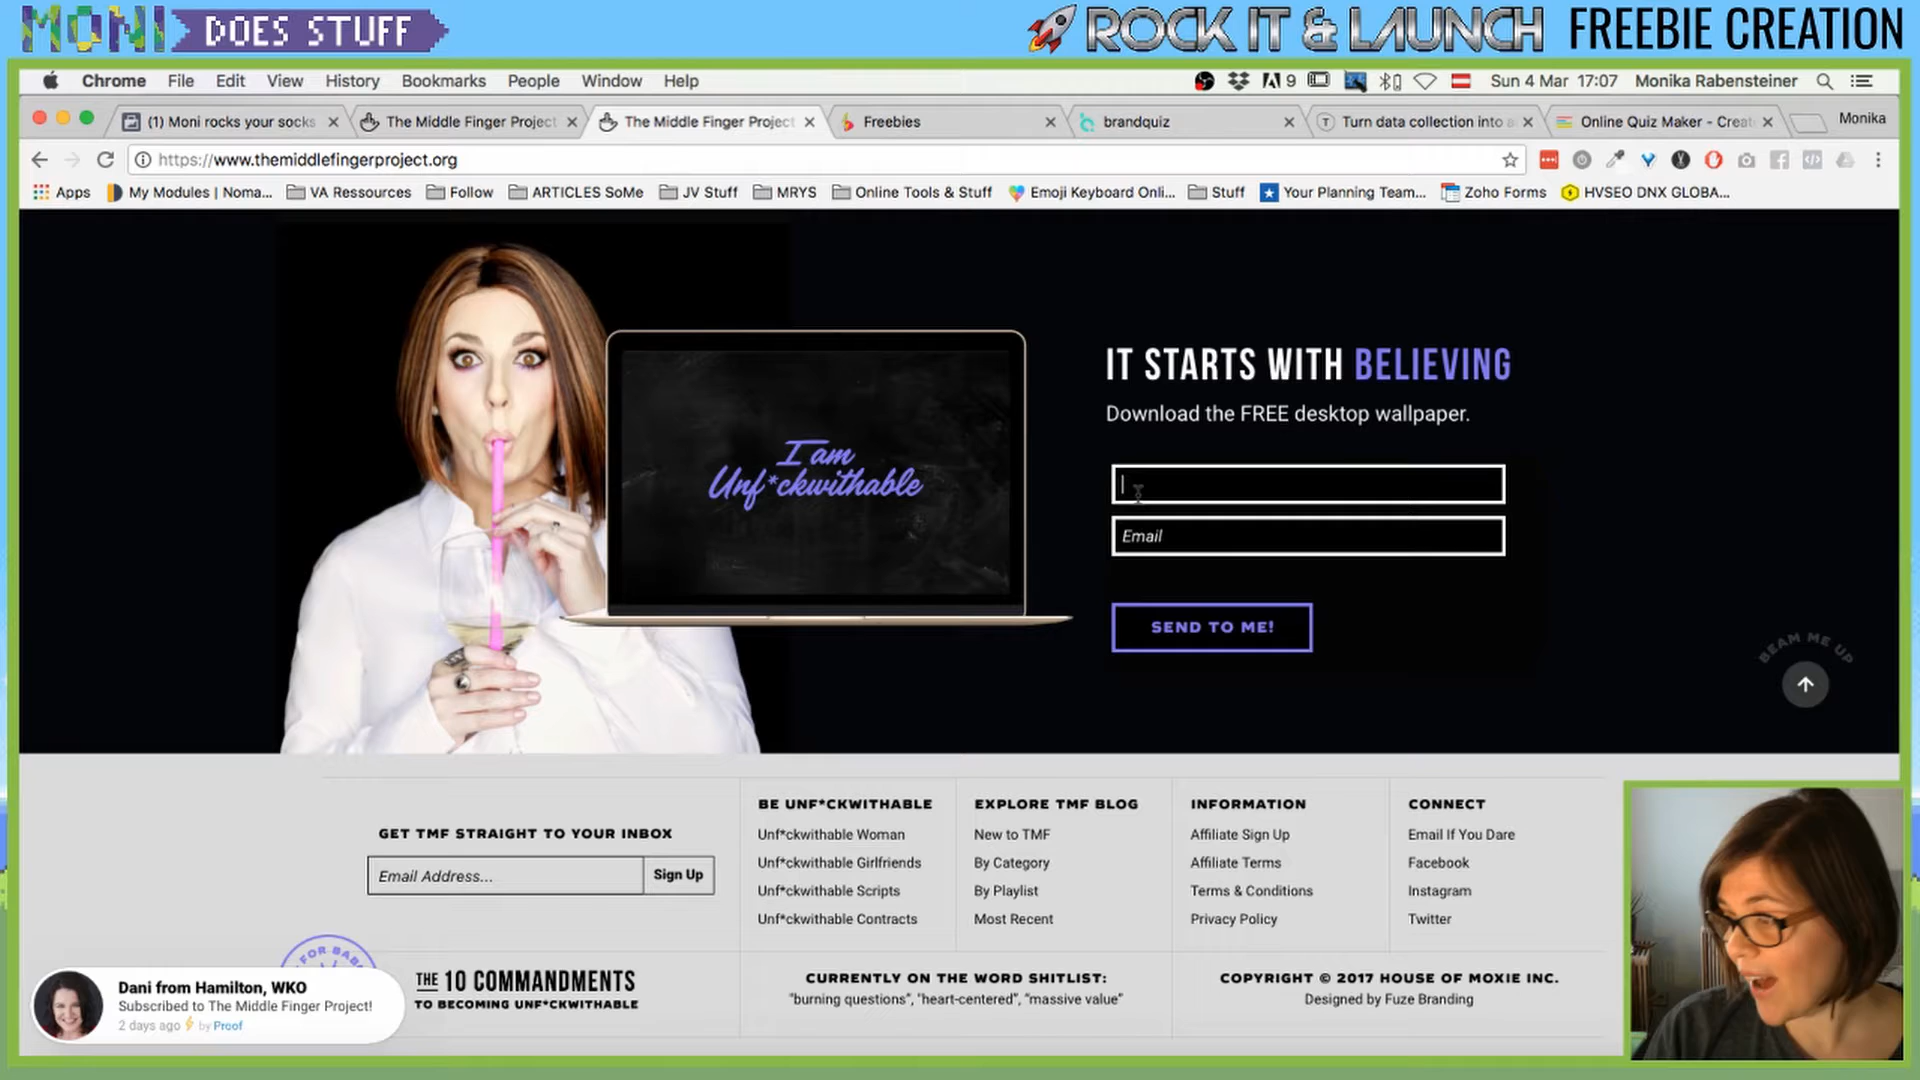 MONI DOES STUFF
ROCK IT & LAUNCH FREEBIE CREATION
Chrome File Edit View History Bookmarks People Window Help
9 Sun 4 Mar 17:07 Monika Rabensteiner
(1) Moni rocks your socks
The Middle Finger Project
The Middle Finger Project
Freebies
brandquiz
Turn data collection into a
Online Quiz Maker - Creat
Monika
https://www.themiddlefingerproject.org
Apps
My Modules | Noma...
VA Ressources
Follow
ARTICLES SoMe
JV Stuff
MRYS
Online Tools & Stuff
Emoji Keyboard Onli...
Stuff
Your Planning Team...
Zoho Forms
HVSEO DNX GLOBA...
IT STARTS WITH BELIEVING
Download the FREE desktop wallpaper.
I am
Unf*ckwithable
Email
SEND TO ME!
BEAM ME UP
GET TMF STRAIGHT TO YOUR INBOX
Email Address...
Sign Up
BE UNF*CKWITHABLE
Unf*ckwithable Woman
Unf*ckwithable Girlfriends
Unf*ckwithable Scripts
Unf*ckwithable Contracts
EXPLORE TMF BLOG
New to TMF
By Category
By Playlist
Most Recent
INFORMATION
Affiliate Sign Up
Affiliate Terms
Terms & Conditions
Privacy Policy
CONNECT
Email If You Dare
Facebook
Instagram
Twitter
FOR BAB
Dani from Hamilton, WKO
Subscribed to The Middle Finger Project!
2 days ago ⚡ by Proof
THE 10 COMMANDMENTS
TO BECOMING UNF*CKWITHABLE
CURRENTLY ON THE WORD SHITLIST:
"burning questions", "heart-centered", "massive value"
COPYRIGHT © 2017 HOUSE OF MOXIE INC.
Designed by Fuze Branding